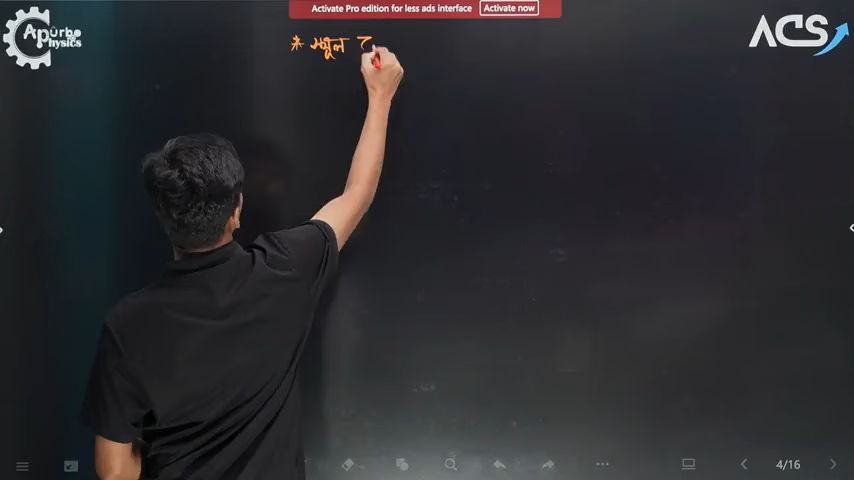 Activate Pro edition for less ads interface Activate now
Apurbo Physics
ACS
* স্থূল
4/16